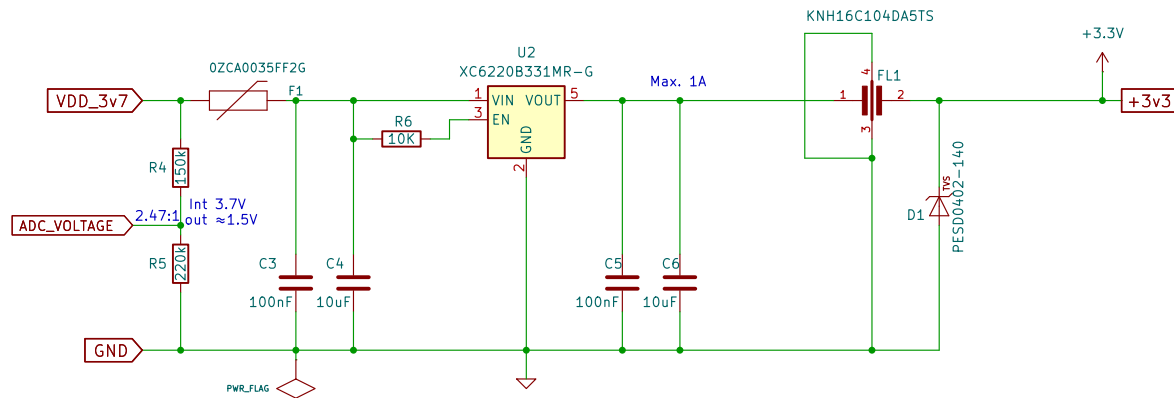 KNH16C104DA5TS
+3.3V
U2
0ZCA0035FF2G
XC6220B331MR-G
Max. 1A
4
FL1
VDD_3v7
F1
1 VIN VOUT 5
1 2
+3v3
3 EN
R6
10K
GND
2
3
R4
150k
Int 3.7V
2.47:1
out ≈1.5V
ADC_VOLTAGE
TVS
D1
PESD0402-140
R5
220k
C3
100nF
C4
10uF
C5
100nF
C6
10uF
GND
PWR_FLAG